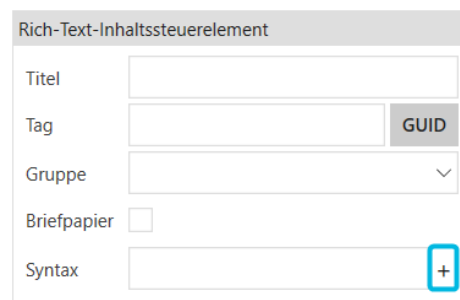 Rich-Text-Inhaltssteuerelement
Titel
Tag GUID
Gruppe
Briefpapier
Syntax +